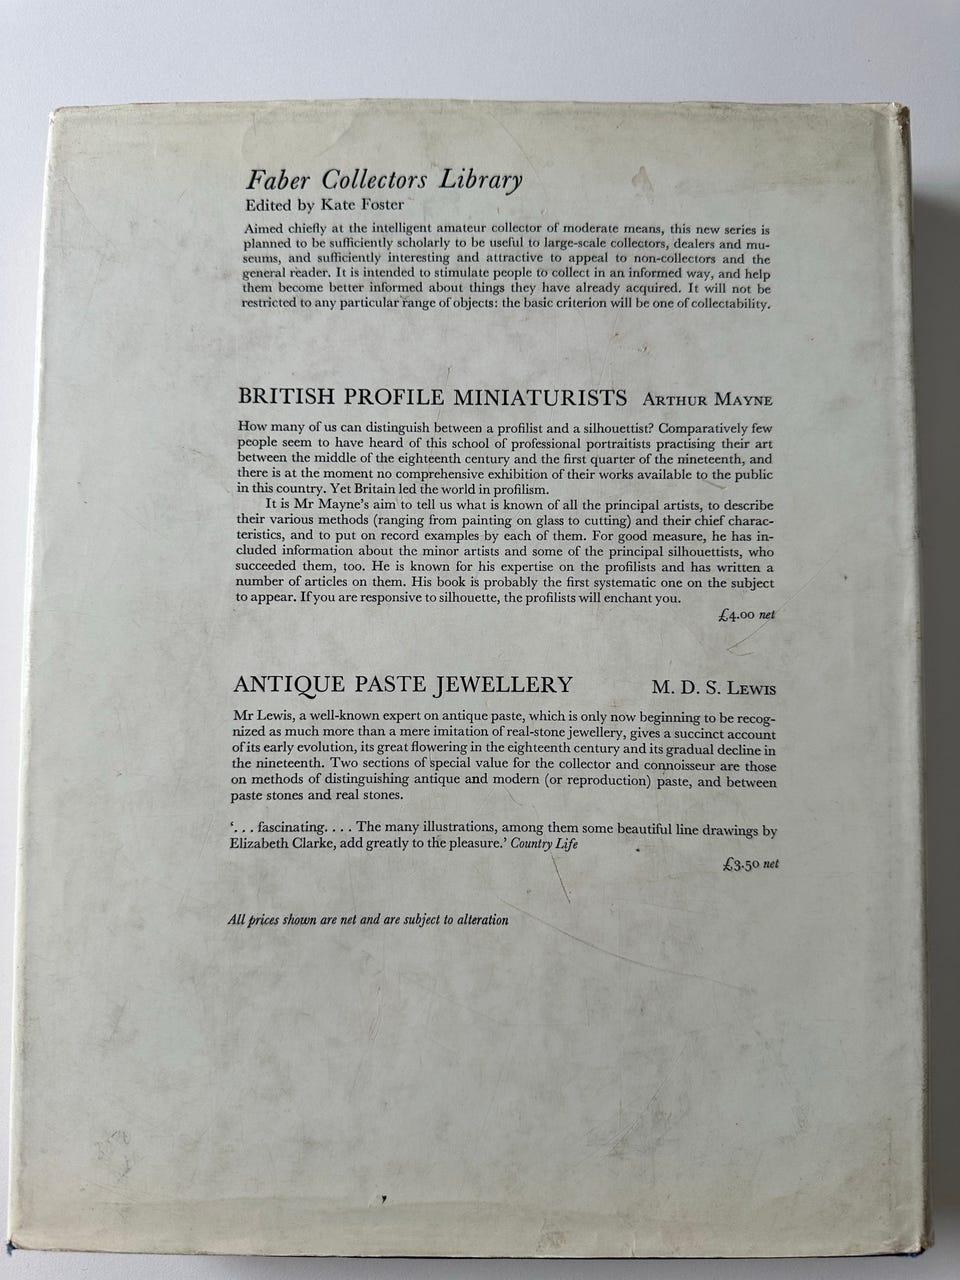 Faber Collectors Library
Edited by Kate Foster
Aimed chiefly at the intelligent amateur collector of moderate means, this new series is
planned to be sufficiently scholarly to be useful to large-scale collectors, dealers and mu-
seums, and sufficiently interesting and attractive to appeal to non-collectors and the
general reader. It is intended to stimulate people to collect in an informed way, and help
them become better informed about things they have already acquired. It will not be
restricted to any particular range of objects: the basic criterion will be one of collectability.
BRITISH PROFILE MINIATURISTS ARTHUR MAYNE
How many of us can distinguish between a profilist and a silhouettist? Comparatively few
people seem to have heard of this school of professional portraitists practising their art
between the middle of the eighteenth century and the first quarter of the nineteenth, and
there is at the moment no comprehensive exhibition of their works available to the public
in this country. Yet Britain led the world in profilism.
It is Mr Mayne's aim to tell us what is known of all the principal artists, to describe
their various methods (ranging from painting on glass to cutting) and their chief charac-
teristics, and to put on record examples by each of them. For good measure, he has in-
cluded information about the minor artists and some of the principal silhouettists, who
succeeded them, too. He is known for his expertise on the profilists and has written a
number of articles on them. His book is probably the first systematic one on the subject
to appear. If you are responsive to silhouette, the profilists will enchant you.
£4.00 net
ANTIQUE PASTE JEWELLERY M. D. S. LEWIS
Mr Lewis, a well-known expert on antique paste, which is only now beginning to be recog-
nized as much more than a mere imitation of real-stone jewellery, gives a succinct account
of its early evolution, its great flowering in the eighteenth century and its gradual decline in
the nineteenth. Two sections of special value for the collector and connoisseur are those
on methods of distinguishing antique and modern (or reproduction) paste, and between
paste stones and real stones.
'. . . fascinating. . . . The many illustrations, among them some beautiful line drawings by
Elizabeth Clarke, add greatly to the pleasure.' Country Life
£3.50 net
All prices shown are net and are subject to alteration